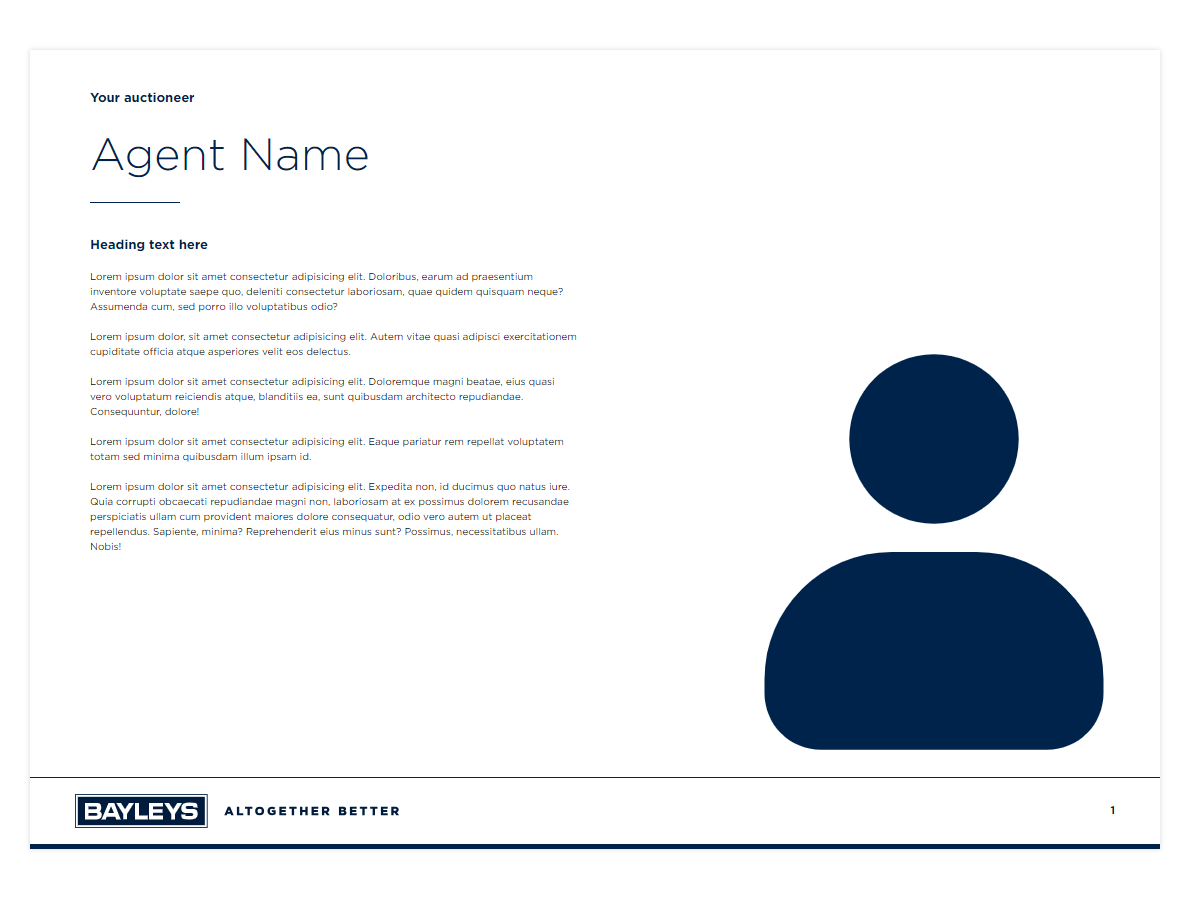 Your auctioneer
Agent Name
Heading text here
Lorem ipsum dolor sit amet consectetur adipisicing elit. Doloribus, earum ad praesentium
inventore voluptate saepe quo, deleniti consectetur laboriosam, quae quidem quisquam neque?
Assumenda cum, sed porro illo voluptatibus odio?
Lorem ipsum dolor, sit amet consectetur adipisicing elit. Autem vitae quasi adipisci exercitationem
cupiditate officia atque asperiores velit eos delectus.
Lorem ipsum dolor sit amet consectetur adipisicing elit. Doloremque magni beatae, eius quasi
vero voluptatum reiciendis atque, blanditiis ea, sunt quibusdam architecto repudiandae.
Consequuntur, dolore!
Lorem ipsum dolor sit amet consectetur adipisicing elit. Eaque pariatur rem repellat voluptatem
totam sed minima quibusdam illum ipsam id.
Lorem ipsum dolor sit amet consectetur adipisicing elit. Expedita non, id ducimus quo natus iure.
Quia corrupti obcaecati repudiandae magni non, laboriosam at ex possimus dolorem recusandae
perspiciatis ullam cum provident maiores dolore consequatur, odio vero autem ut placeat
repellendus. Sapiente, minima? Reprehenderit eius minus sunt? Possimus, necessitatibus ullam.
Nobis!
BAYLEYS ALTOGETHER BETTER 1